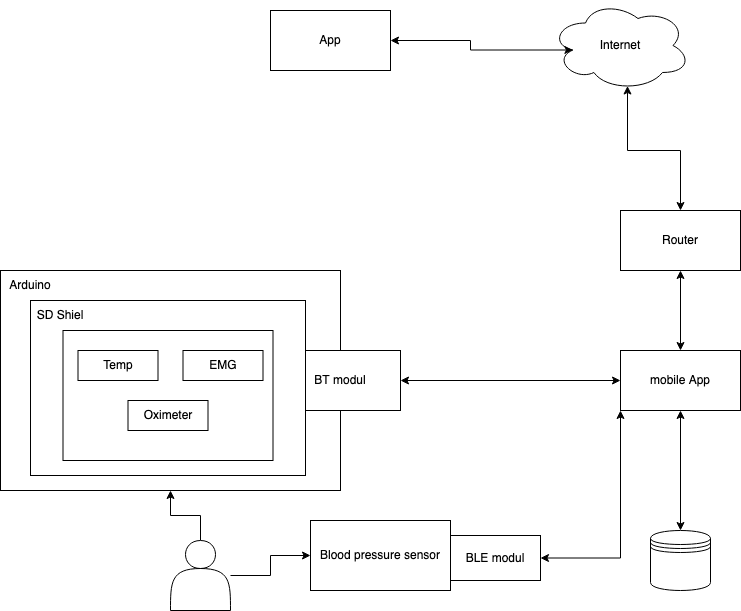 App
Internet
Router
Arduino
SD Shiel
Temp
EMG
Oximeter
BT modul
mobile App
Blood pressure sensor
BLE modul